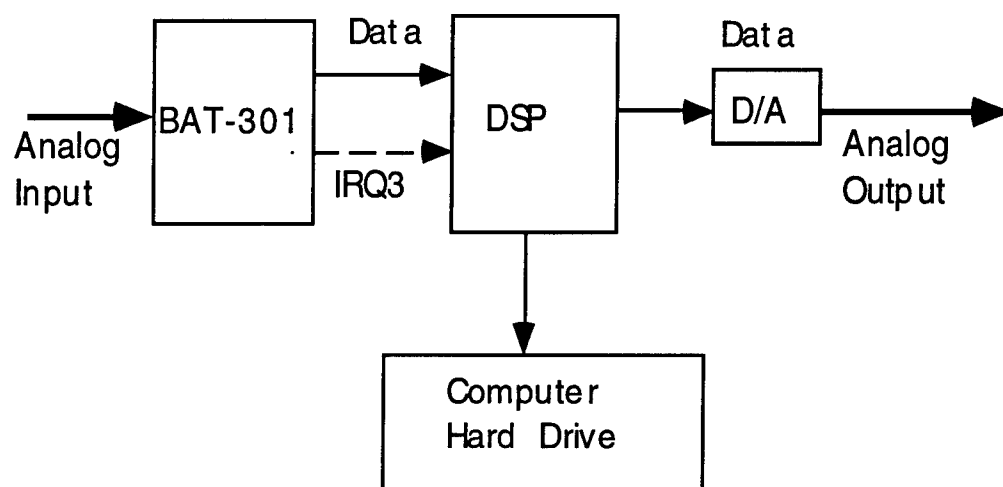 Data
Data
BAT-301
DSP
D/A
Analog
Input
IRQ3
Analog
Output
Computer
Hard Drive